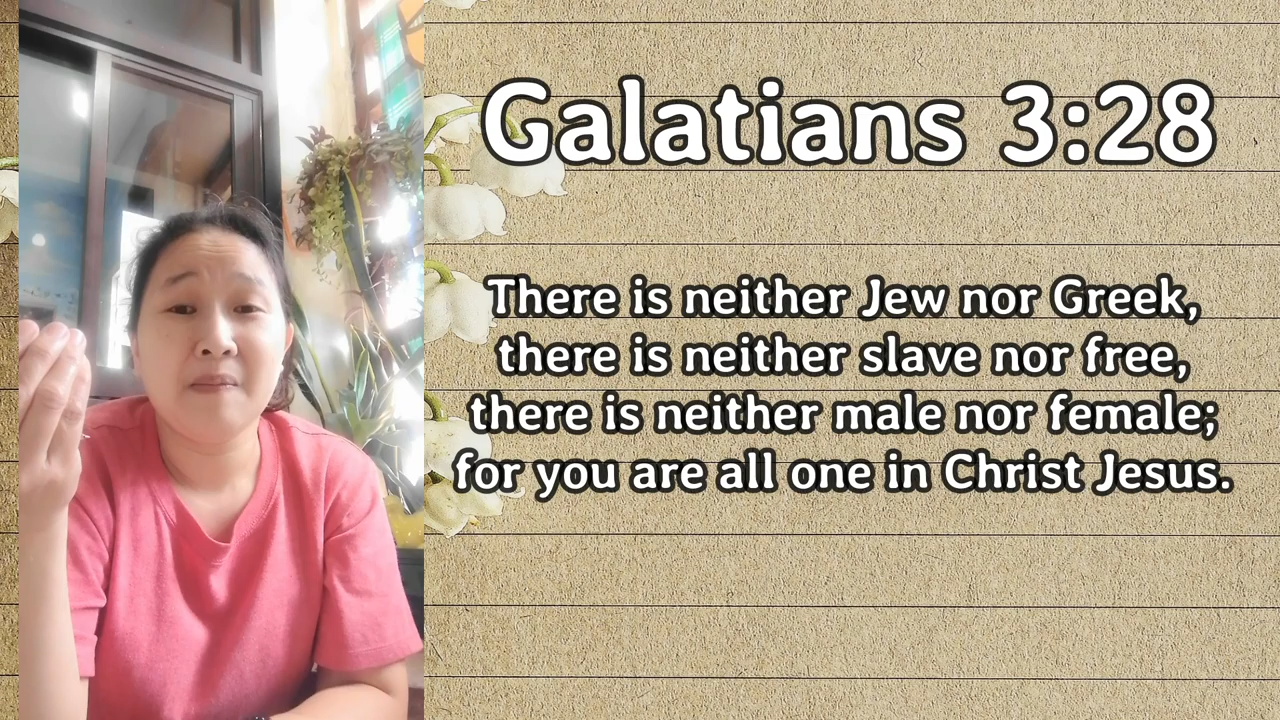 Galatians 3:28
There is neither Jew nor Greek,
there is neither slave nor free,
there is neither male nor female;
for you are all one in Christ Jesus.